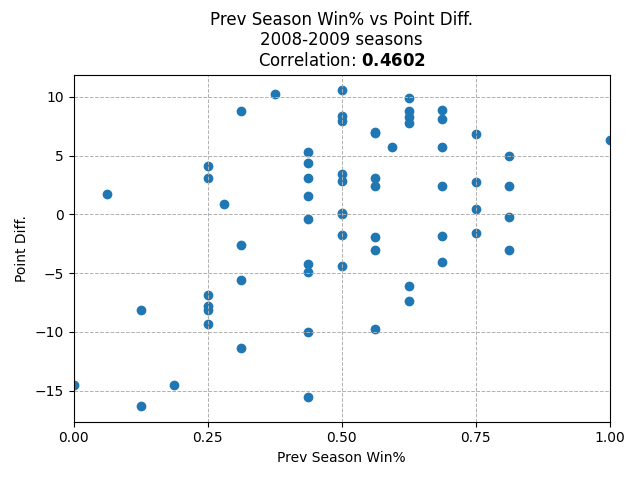 Prev Season Win% vs Point Diff.
2008-2009 seasons
Correlation: 0.4602
10
5
0
−5
−10
−15
Point Diff.
0.00 0.25 0.50 0.75 1.00
Prev Season Win%